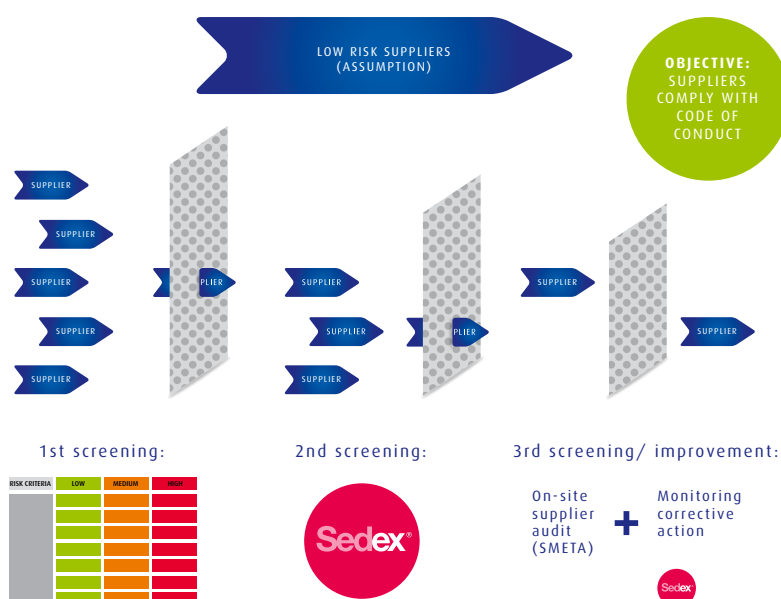 LOW RISK SUPPLIERS
(ASSUMPTION)
OBJECTIVE:
SUPPLIERS
COMPLY WITH
CODE OF
CONDUCT
SUPPLIER
SUPPLIER
SUPPLIER
SUPPLIER
SUPPLIER
PLIER
SUPPLIER
SUPPLIER
SUPPLIER
PLIER
SUPPLIER
SUPPLIER
1st screening:
RISK CRITERIA LOW MEDIUM HIGH
2nd screening:
Sedex®
3rd screening/ improvement:
On-site
supplier
audit
(SMETA)
+
Monitoring
corrective
action
Sedex